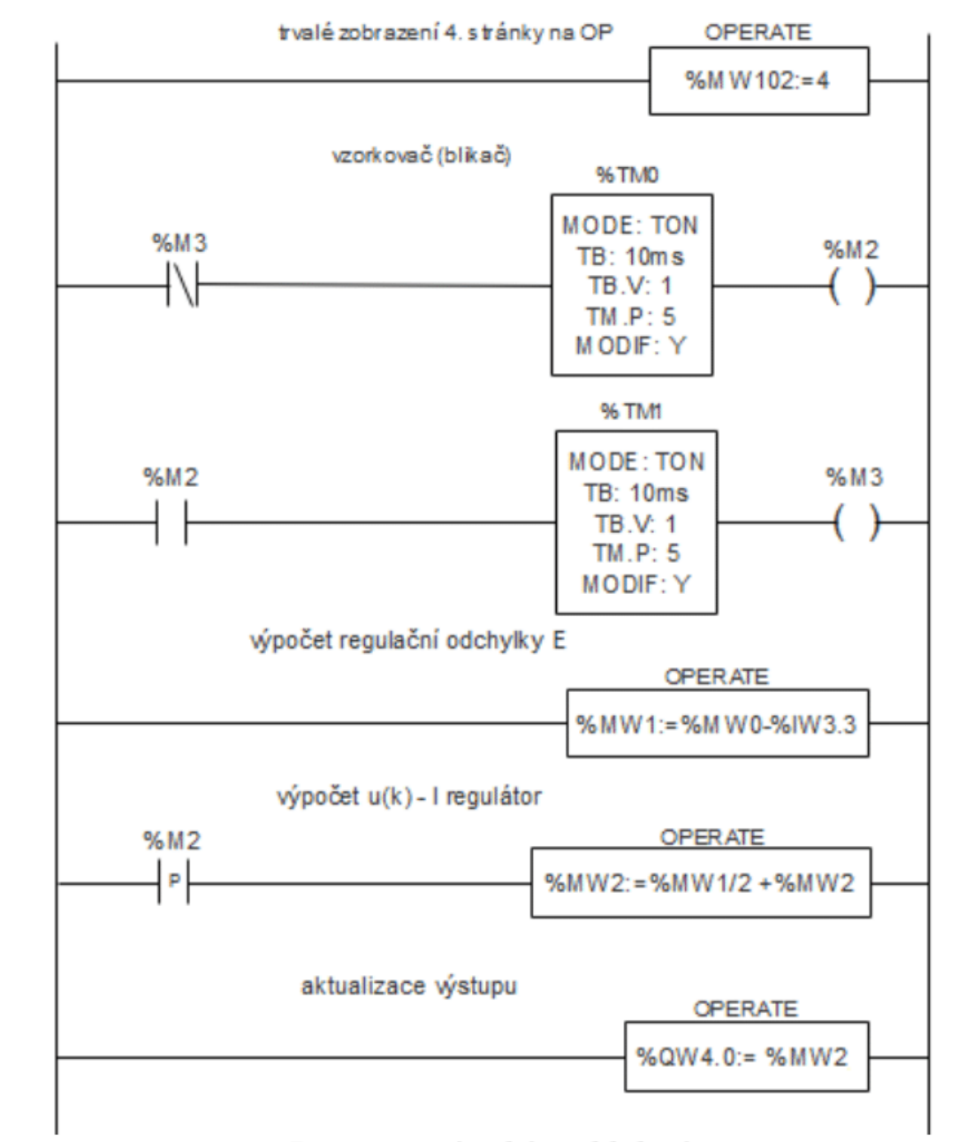 trvalé zobrazení 4. stránky na OP OPERATE
%MW102:=4
vzorkovač (blikač)
%TM0
MODE: TON
TB: 10ms
TB.V: 1
TM.P: 5
MODIF: Y
%M3
%M2
( )
%TM1
MODE: TON
TB: 10ms
TB.V: 1
TM.P: 5
MODIF: Y
%M2
%M3
( )
výpočet regulační odchylky E
OPERATE
%MW1:=%MW0-%IW3.3
výpočet u(k) - I regulátor
%M2
P
OPERATE
%MW2:=%MW1/2 +%MW2
aktualizace výstupu
OPERATE
%QW4.0:= %MW2